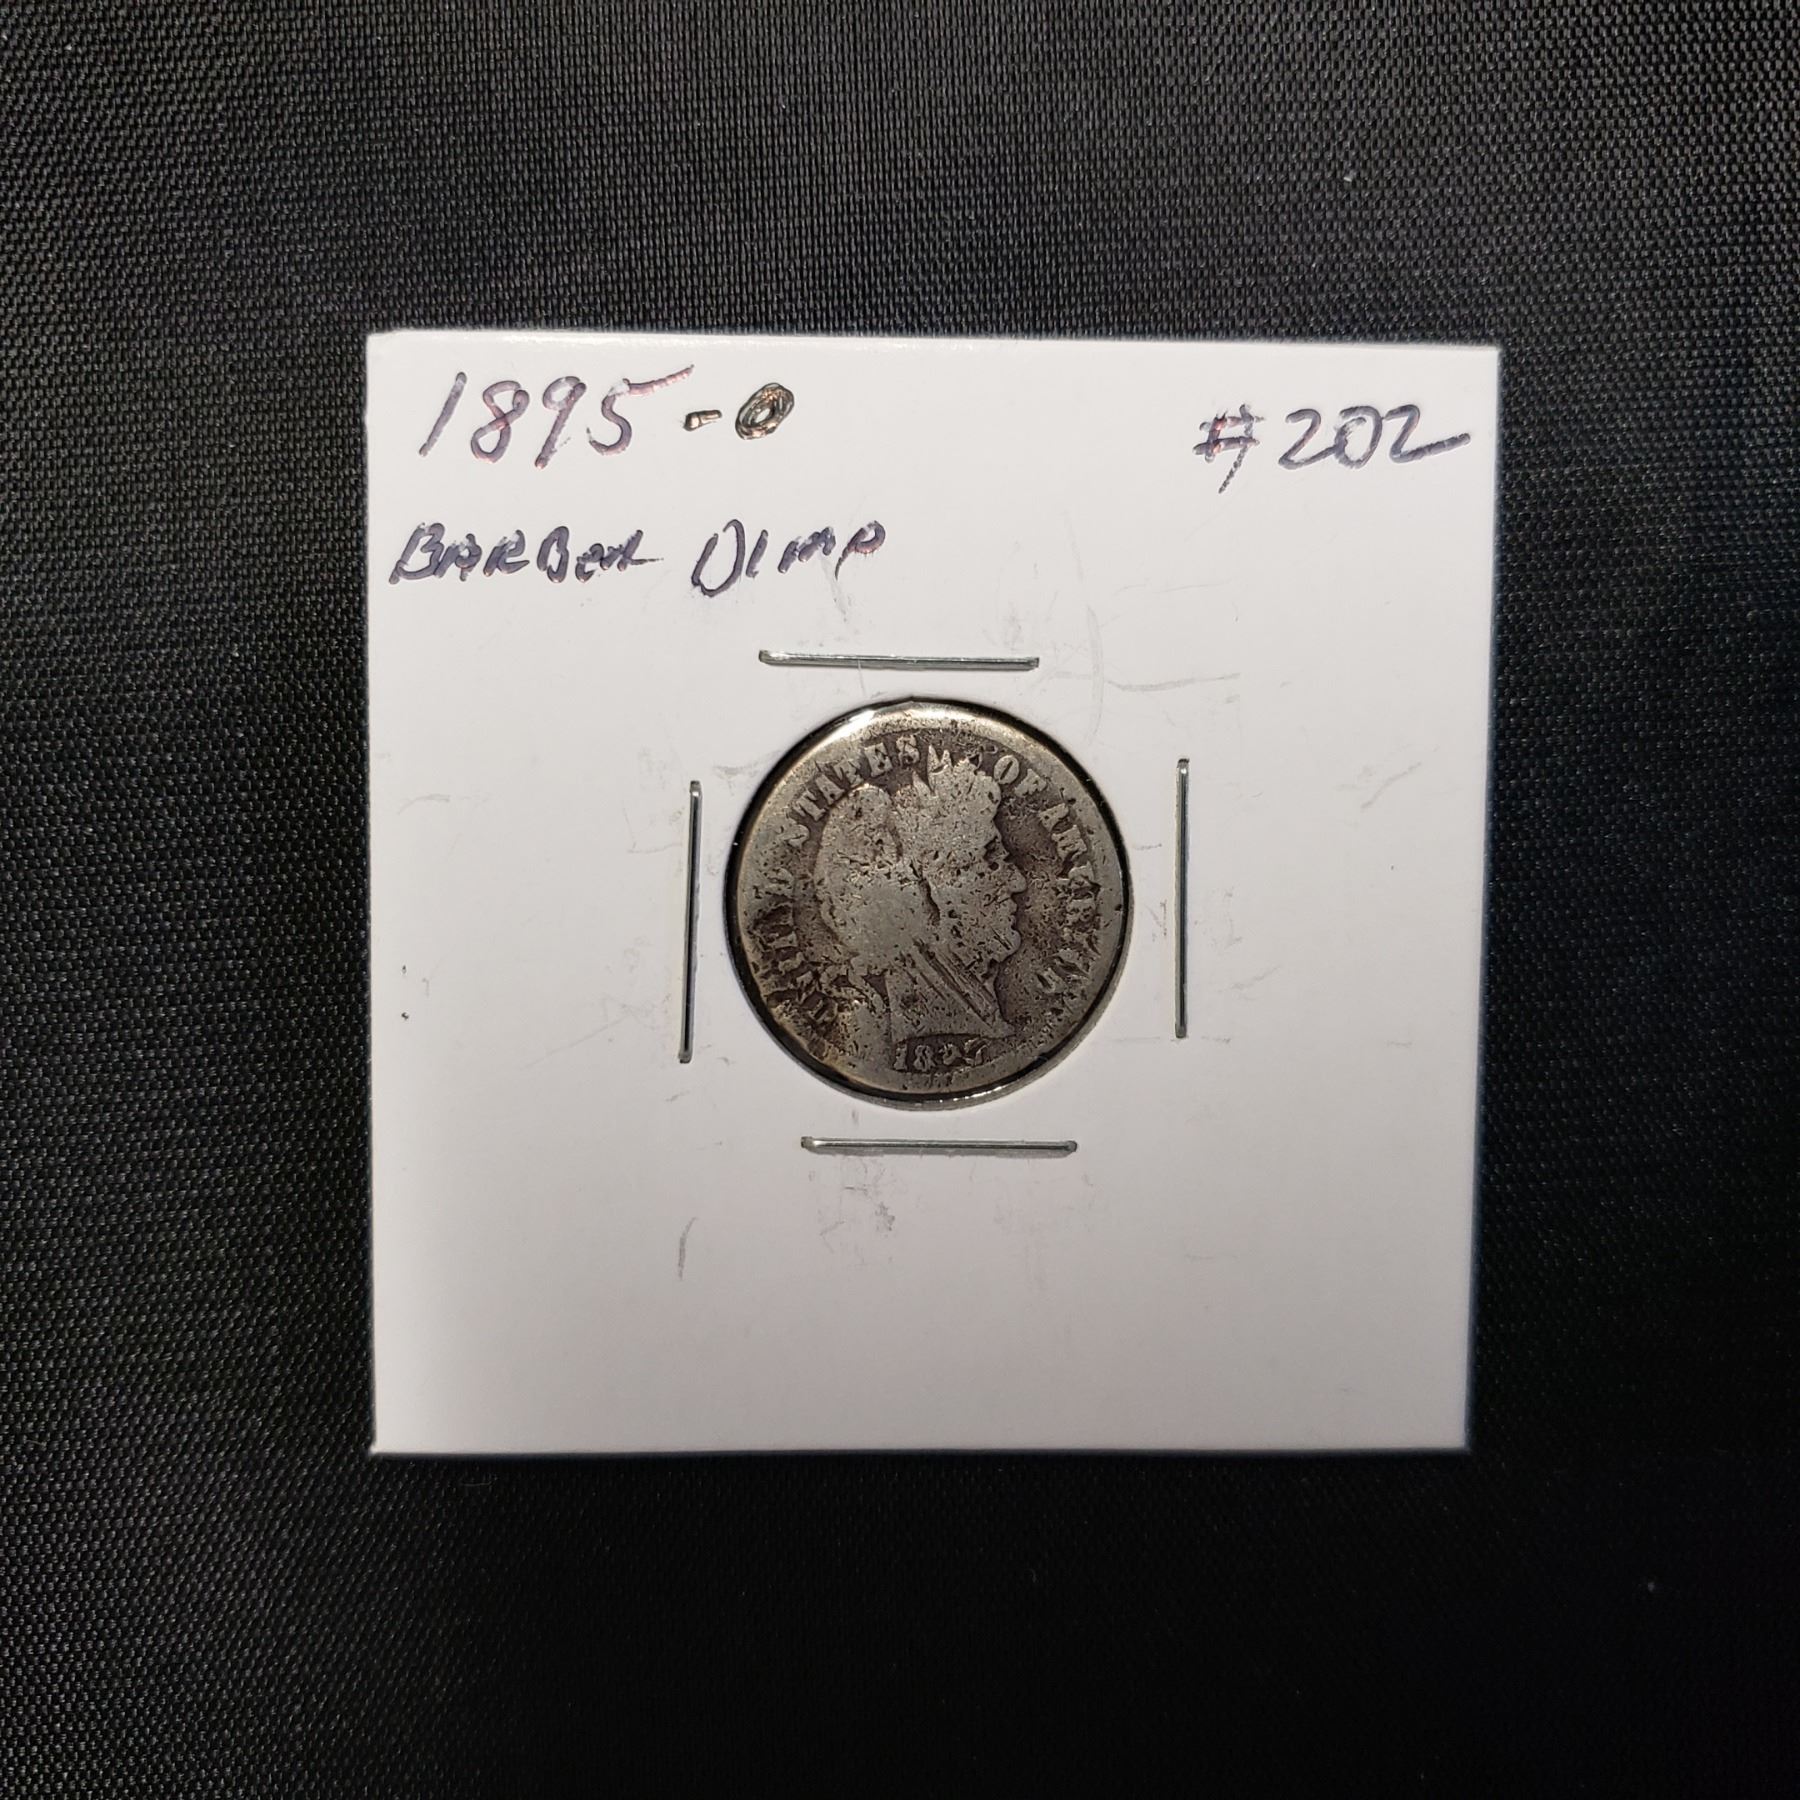 1895-O #202
BARBER DIME
UNITED STATES OF AMERICA